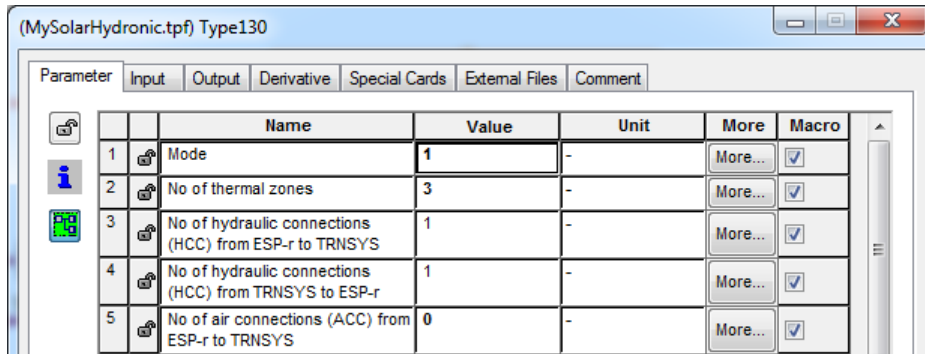 (MySolarHydronic.tpf) Type130
Parameter Input Output Derivative Special Cards External Files Comment
Name Value Unit More Macro
1 Mode 1 - More...
2 No of thermal zones 3 - More...
3 No of hydraulic connections (HCC) from ESP-r to TRNSYS 1 - More...
4 No of hydraulic connections (HCC) from TRNSYS to ESP-r 1 - More...
5 No of air connections (ACC) from ESP-r to TRNSYS 0 - More...